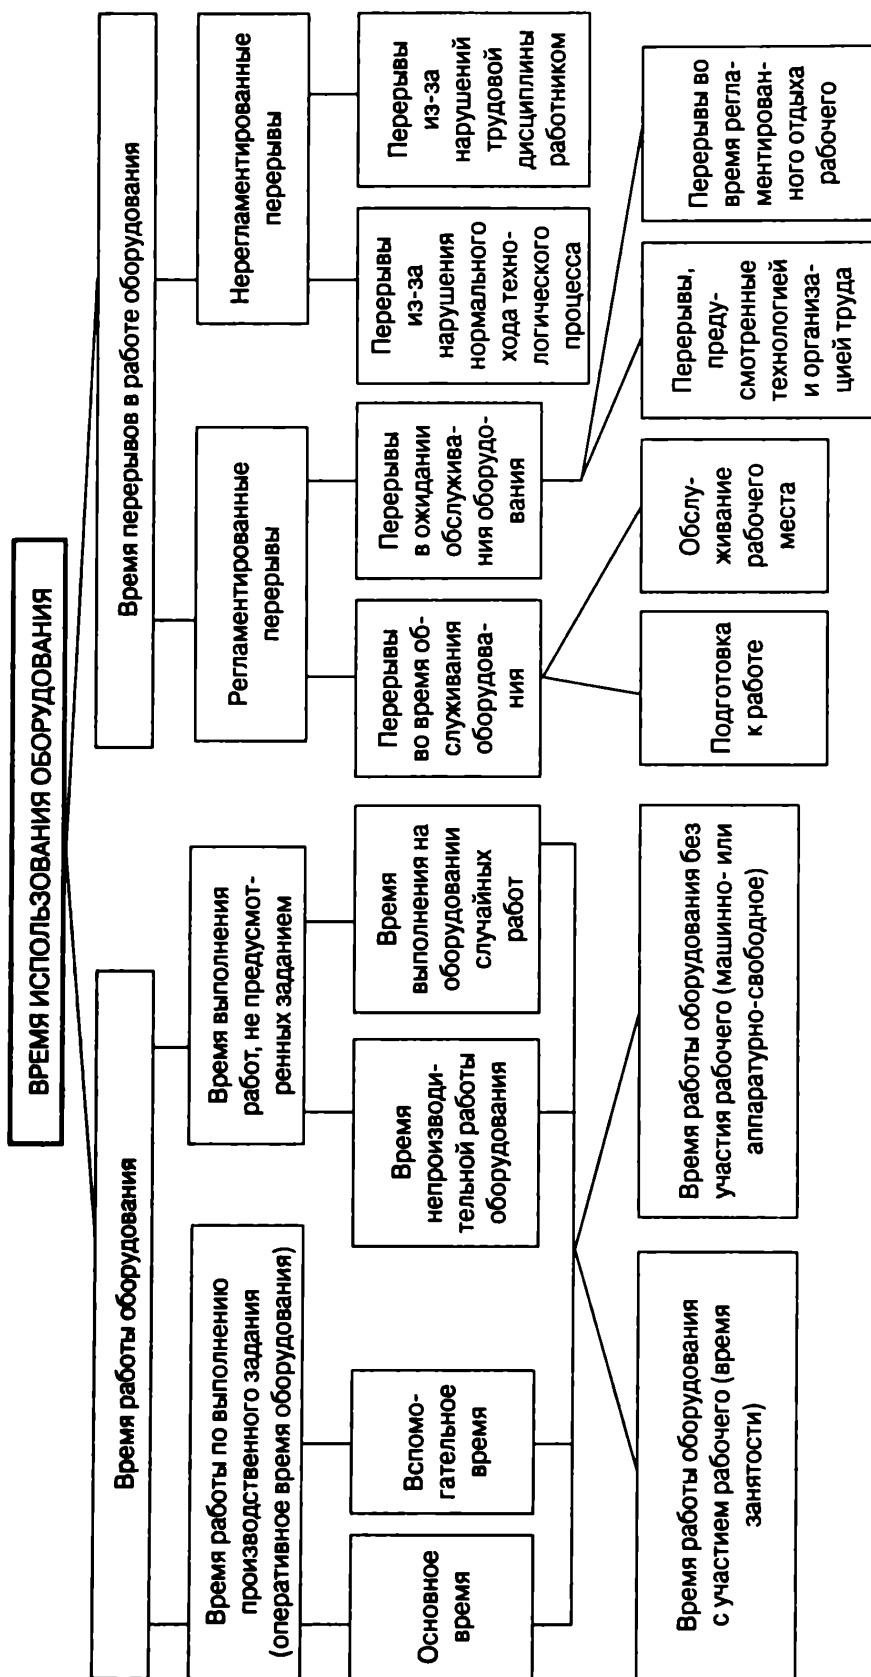 ВРЕМЯ ИСПОЛЬЗОВАНИЯ ОБОРУДОВАНИЯ
Время работы оборудования
Время перерывов в работе оборудования
Время работы по выполнению
производственного задания
(оперативное время оборудования)
Время выполнения
работ, не предусмот-
ренных заданием
Регламентированные
перерывы
Нерегламентированные
перерывы
Основное
время
Вспомо-
гательное
время
Время
непроизводи-
тельной работы
оборудования
Время
выполнения на
оборудовании
случайных
работ
Перерывы
во время об-
служивания
оборудова-
ния
Перерывы
в ожидании
обслужива-
ния оборудо-
вания
Перерывы
из-за
нарушения
нормального
хода техно-
логического
процесса
Перерывы
из-за
нарушений
трудовой
дисциплины
работником
Время работы оборудования
с участием рабочего (время
занятости)
Время работы оборудования без
участия рабочего (машинно- или
аппаратурно-свободное)
Подготовка
к работе
Обслу-
живание
рабочего
места
Перерывы,
преду-
смотренные
технологией
и организа-
цией труда
Перерывы во
время регла-
ментирован-
ного отдыха
рабочего